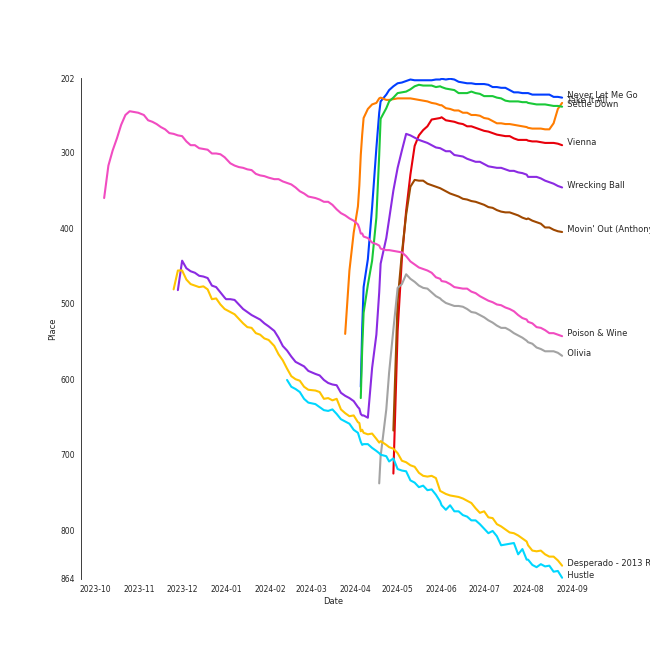 202
300
400
500
600
700
800
864
Place
2023-10
2023-11
2023-12
2024-01
2024-02
2024-03
2024-04
2024-05
2024-06
2024-07
2024-08
2024-09
Date
Never Let Me Go
Settle Down
Vienna
Wrecking Ball
Movin' Out (Anthony
Poison & Wine
Olivia
Desperado - 2013 R
Hustle